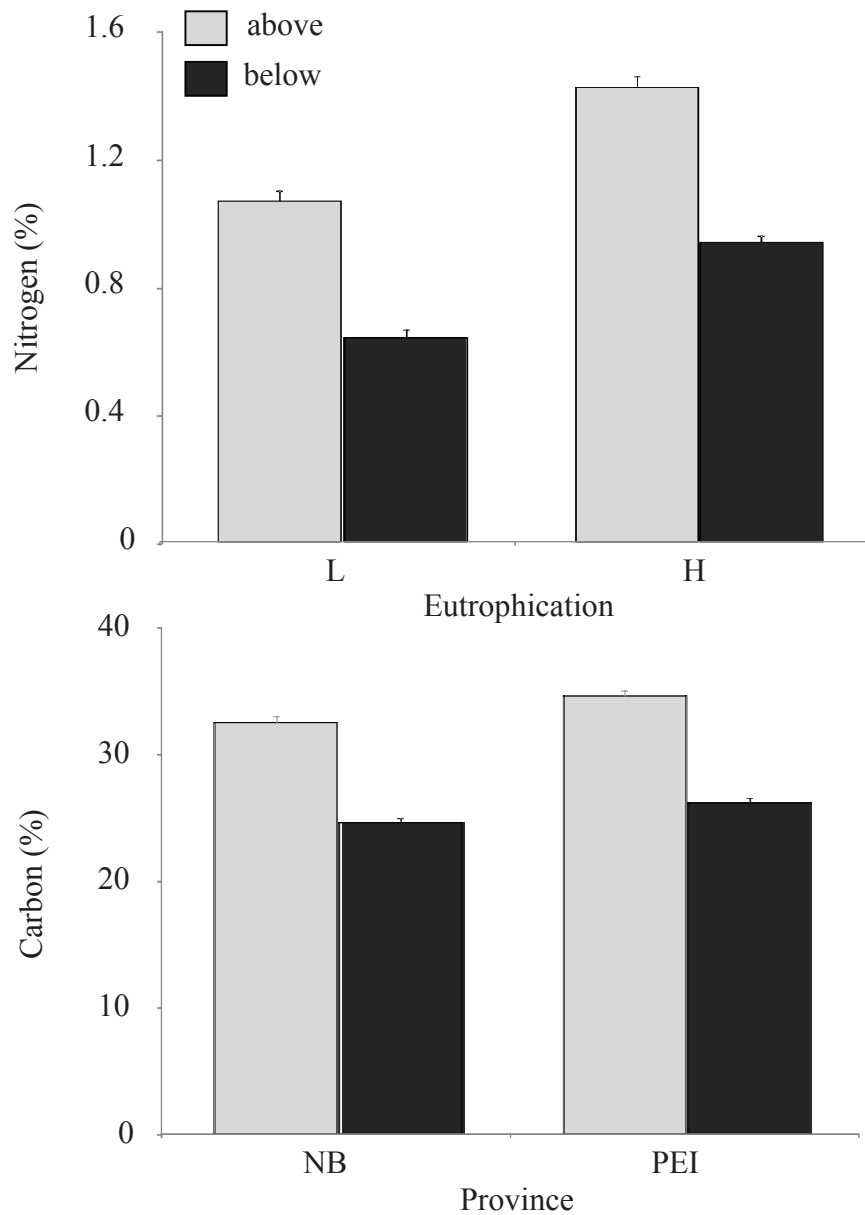 above
below
Nitrogen (%)
1.6
1.2
0.8
0.4
0
L
H
Eutrophication
Carbon (%)
40
30
20
10
0
NB
PEI
Province